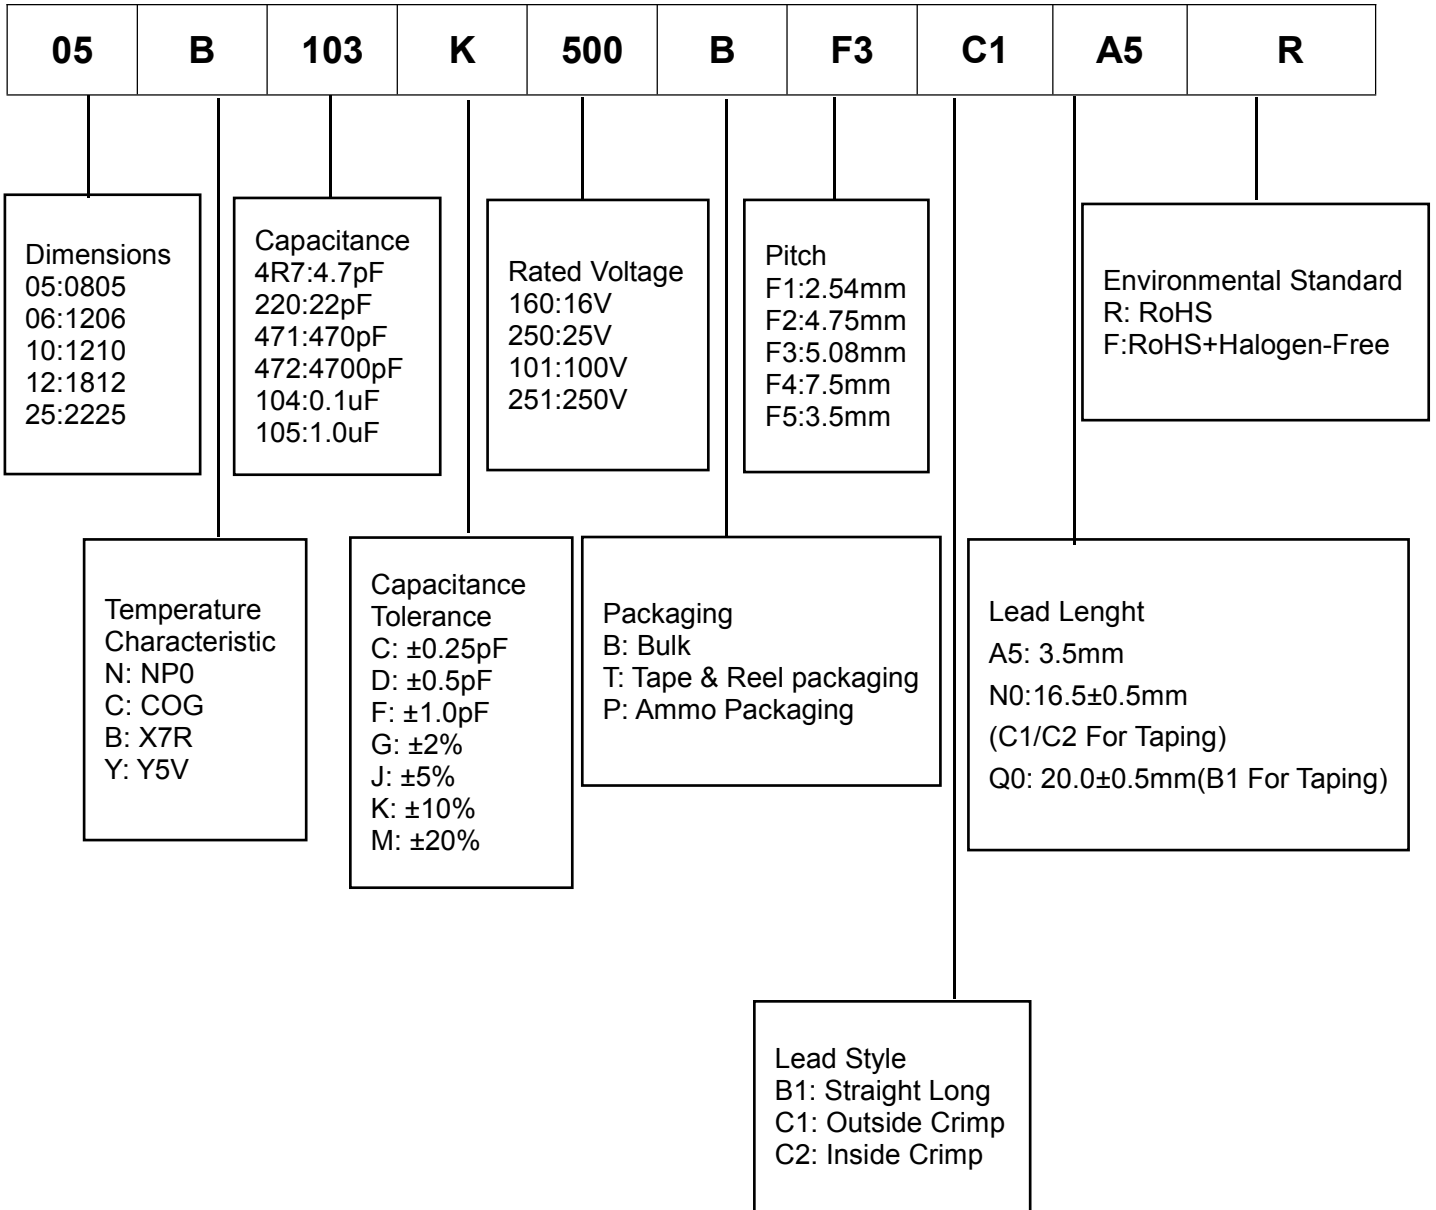 05 B 103 K 500 B F3 C1 A5 R
Dimensions
05:0805
06:1206
10:1210
12:1812
25:2225
Capacitance
4R7:4.7pF
220:22pF
471:470pF
472:4700pF
104:0.1uF
105:1.0uF
Rated Voltage
160:16V
250:25V
101:100V
251:250V
Pitch
F1:2.54mm
F2:4.75mm
F3:5.08mm
F4:7.5mm
F5:3.5mm
Environmental Standard
R: RoHS
F:RoHS+Halogen-Free
Temperature
Characteristic
N: NP0
C: COG
B: X7R
Y: Y5V
Capacitance
Tolerance
C: ±0.25pF
D: ±0.5pF
F: ±1.0pF
G: ±2%
J: ±5%
K: ±10%
M: ±20%
Packaging
B: Bulk
T: Tape & Reel packaging
P: Ammo Packaging
Lead Lenght
A5: 3.5mm
N0:16.5±0.5mm
(C1/C2 For Taping)
Q0: 20.0±0.5mm(B1 For Taping)
Lead Style
B1: Straight Long
C1: Outside Crimp
C2: Inside Crimp